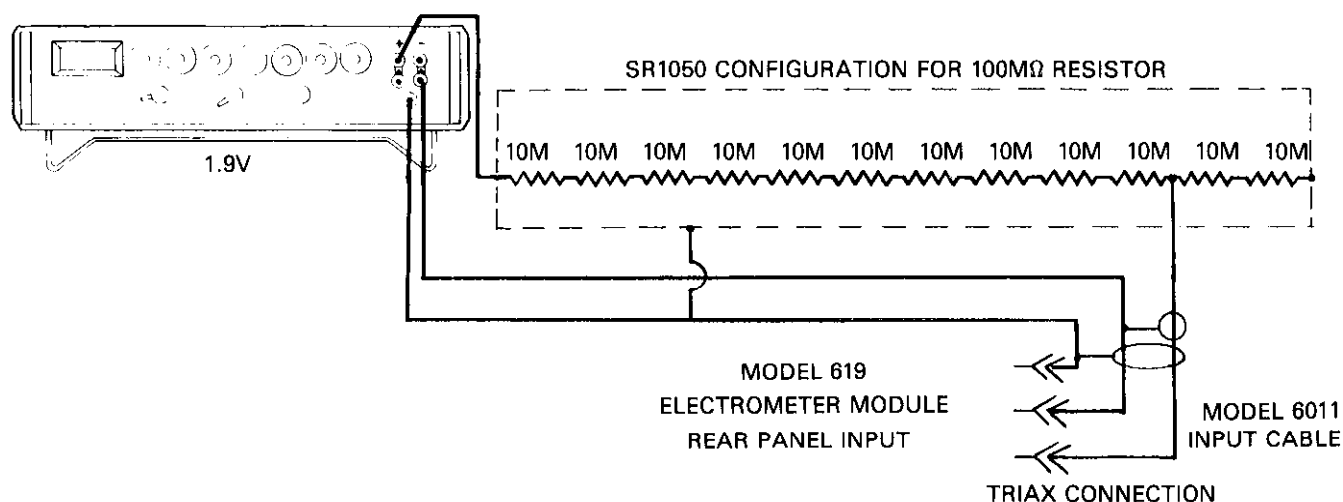 SR1050 CONFIGURATION FOR 100MΩ RESISTOR
10M 10M 10M 10M 10M 10M 10M 10M 10M 10M 10M 10M
1.9V
MODEL 619
ELECTROMETER MODULE
REAR PANEL INPUT
MODEL 6011
INPUT CABLE
TRIAX CONNECTION